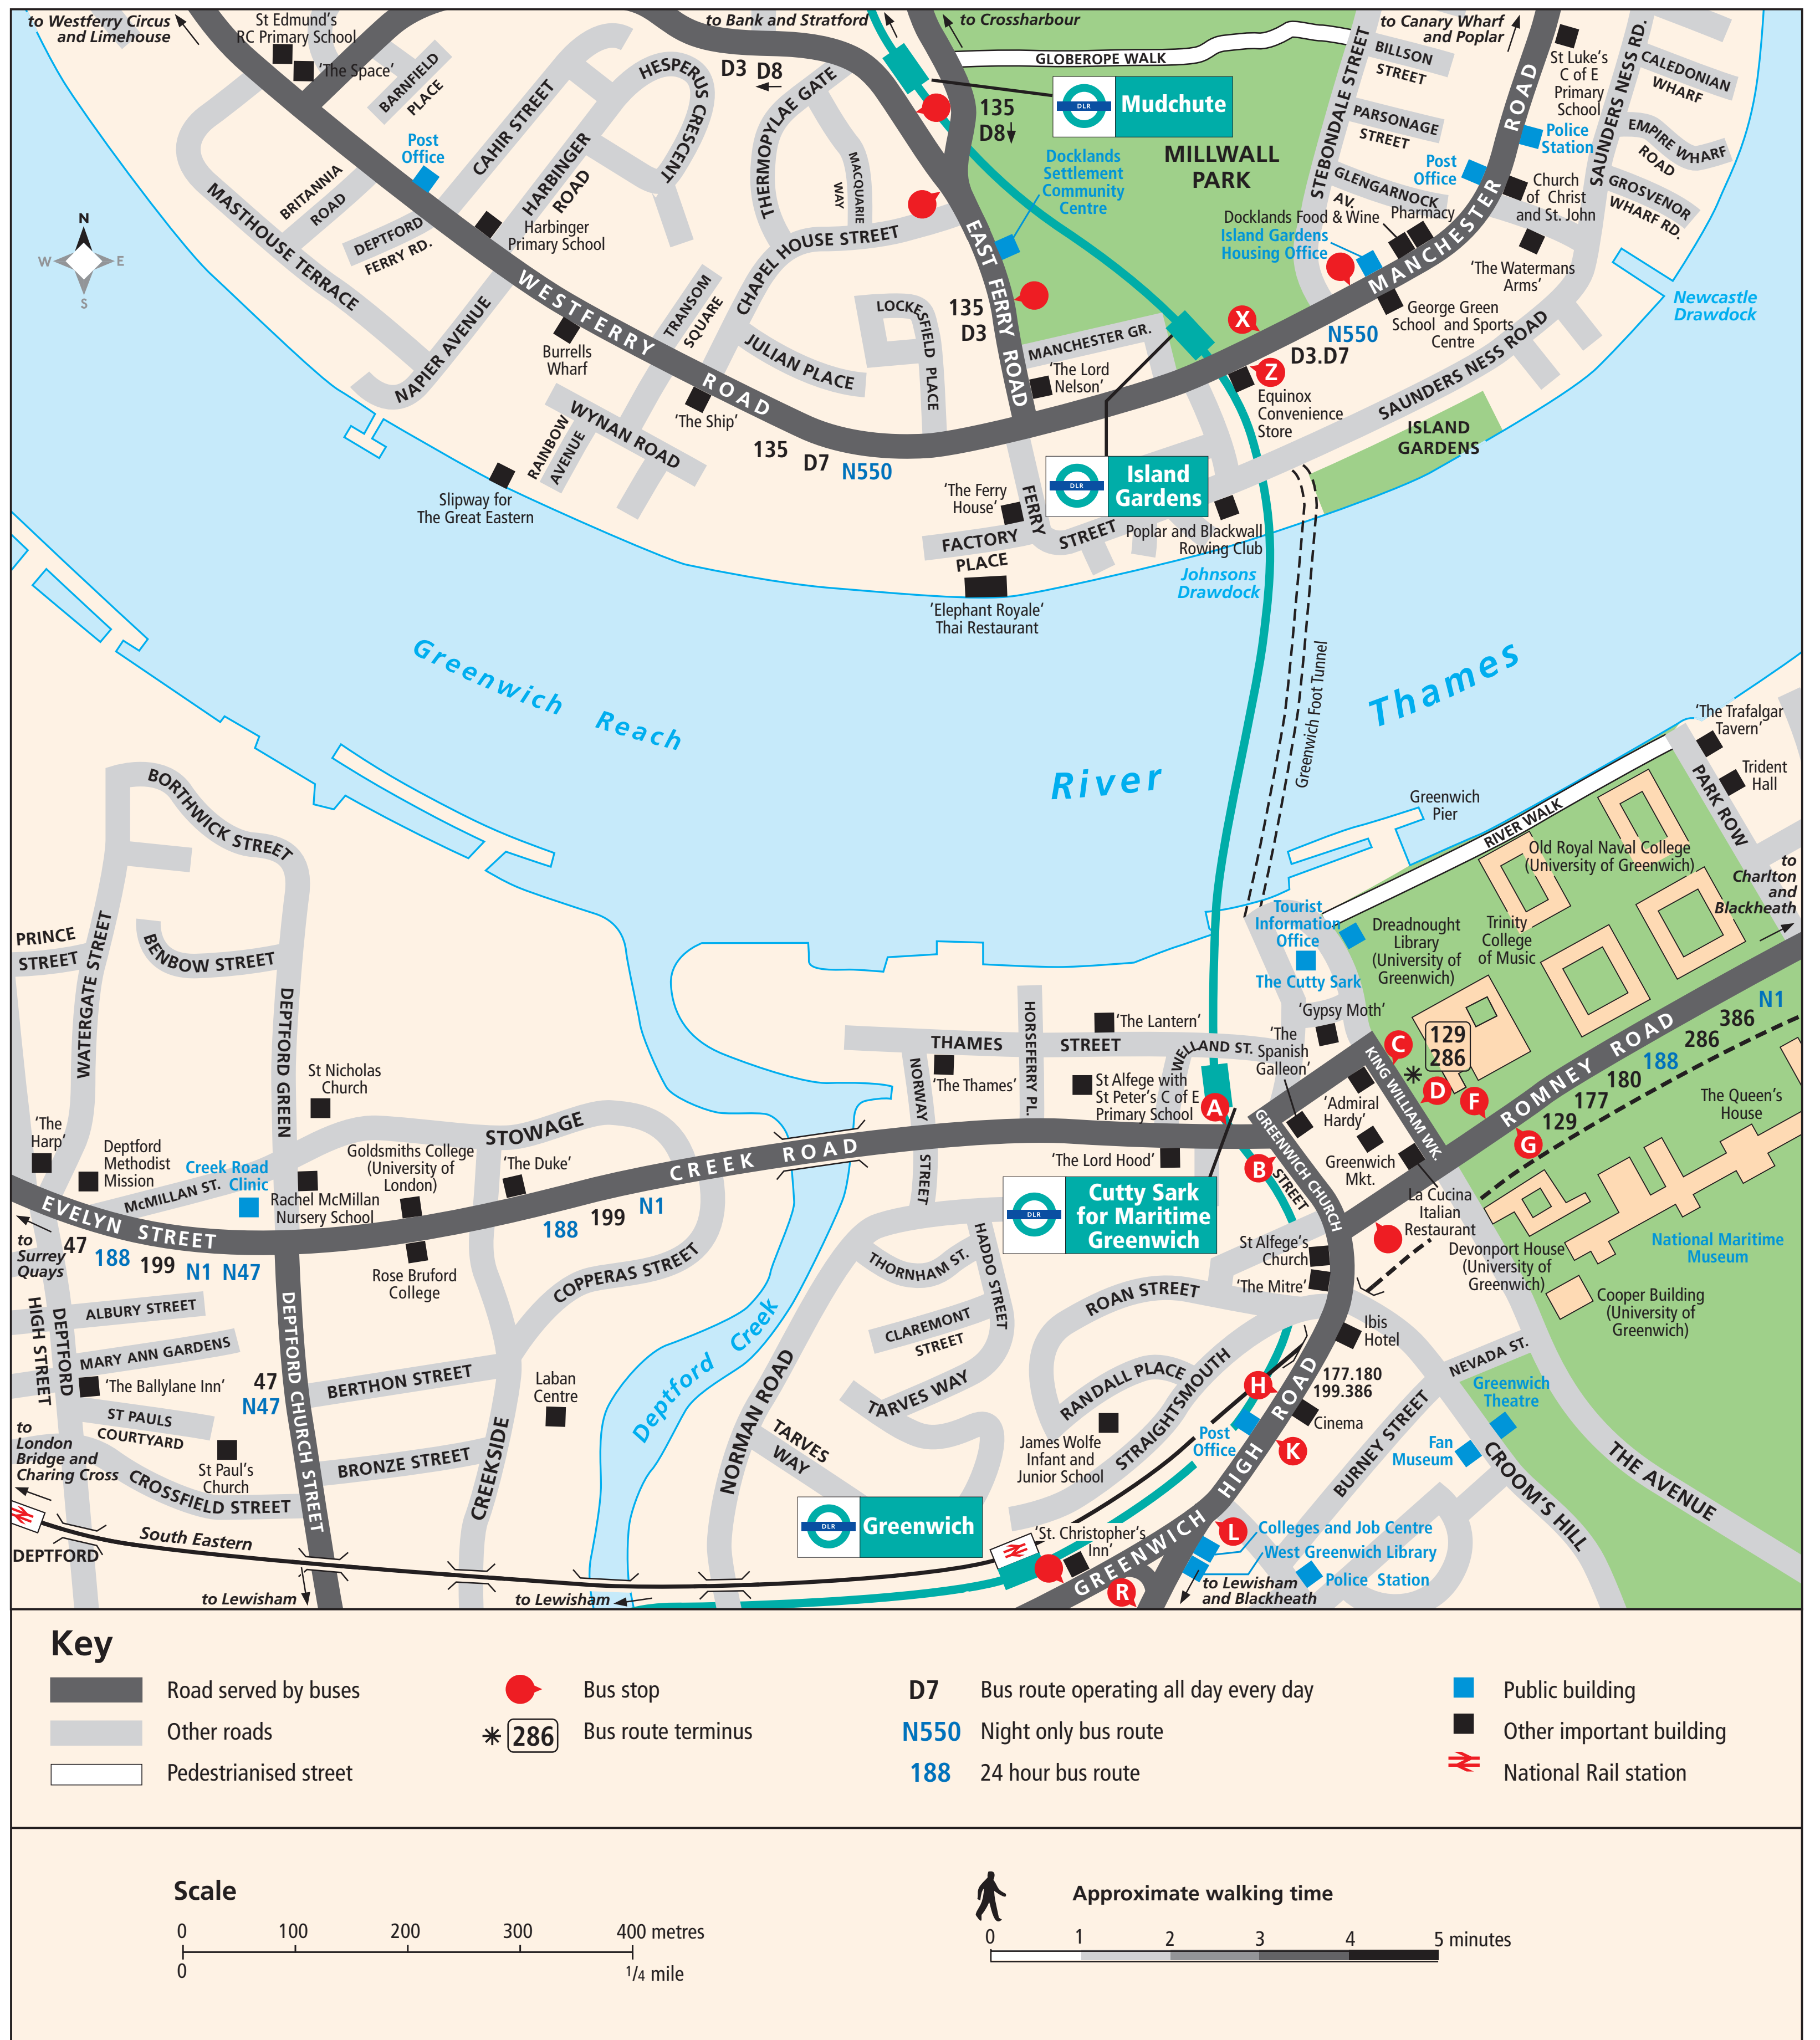 to Westferry Circus
and Limehouse
St Edmund's
RC Primary School
'The Space'
BARNFIELD
PLACE
Post
Office
CAHIR STREET
HARBINGER
ROAD
HESPERUS CRESCENT
BRITANNIA
ROAD
DEPTFORD
FERRY RD.
Harbinger
Primary School
MASTHOUSE TERRACE
NAPIER AVENUE
N
W
E
S
WESTFERRY
ROAD
Burrells
Wharf
TRANSOM
SQUARE
'The Ship'
WYNAN ROAD
RAINBOW
AVENUE
Slipway for
The Great Eastern
135
D7
N550
to Bank and Stratford
D3
D8
to Crossharbour
THERMOPYLAE GATE
MACQUARIE
WAY
CHAPEL HOUSE STREET
JULIAN PLACE
LOCKESFIELD PLACE
GLOBEROPE WALK
DLR
Mudchute
135
D8
Docklands
Settlement
Community
Centre
MILLWALL
PARK
EAST FERRY ROAD
135
D3
MANCHESTER GR.
'The Lord
Nelson'
to Canary Wharf
and Poplar
STEBONDALE STREET
BILLSON
STREET
PARSONAGE
STREET
GLENGARNOCK
AV.
Post
Office
Docklands Food & Wine
Pharmacy
Island Gardens
Housing Office
MANCHESTER
ROAD
St Luke's
C of E
Primary
School
Police
Station
Church
of Christ
and St. John
SAUNDERS NESS RD.
CALEDONIAN
WHARF
EMPIRE WHARF
ROAD
GROSVENOR
WHARF RD.
'The Watermans
Arms'
George Green
School and Sports
Centre
Newcastle
Drawdock
X
N550
D3.D7
Z
Equinox
Convenience
Store
SAUNDERS NESS ROAD
ISLAND
GARDENS
DLR
Island
Gardens
'The Ferry
House'
FERRY
STREET
FACTORY
PLACE
Poplar and Blackwall
Rowing Club
Johnsons
Drawdock
'Elephant Royale'
Thai Restaurant
Greenwich Reach
River Thames
Greenwich Foot Tunnel
Greenwich
Pier
RIVER WALK
'The Trafalgar
Tavern'
Trident
Hall
PARK ROW
to
Charlton
and
Blackheath
Old Royal Naval College
(University of Greenwich)
Tourist
Information
Office
Dreadnought
Library
(University of
Greenwich)
Trinity
College
of Music
The Cutty Sark
'Gypsy Moth'
BORTHWICK STREET
PRINCE
STREET
WATERGATE STREET
BENBOW STREET
DEPTFORD GREEN
St Nicholas
Church
'The
Harp'
Deptford
Methodist
Mission
McMILLAN ST.
Creek Road
Clinic
Rachel McMillan
Nursery School
Goldsmiths College
(University of
London)
STOWAGE
'The Duke'
CREEK ROAD
EVELYN STREET
to
Surrey
Quays
47
188
199
N1
N47
188
199
N1
Rose Bruford
College
COPPERAS STREET
THAMES
STREET
HORSEFERRY PL.
'The Lantern'
'The Thames'
NORWAY
STREET
St Alfege with
St Peter's C of E
Primary School
WELLAND ST.
'The
Spanish
Galleon'
A
'The Lord Hood'
B
C
129
286
D
F
G
KING WILLIAM WK.
'Admiral
Hardy'
Greenwich
Mkt.
GREENWICH CHURCH
STREET
ROMNEY ROAD
129
177
180
188
286
386
N1
The Queen's
House
La Cucina
Italian
Restaurant
DLR
Cutty Sark
for Maritime
Greenwich
St Alfege's
Church
'The Mitre'
Devonport House
(University of
Greenwich)
National Maritime
Museum
Cooper Building
(University of
Greenwich)
HIGH STREET
DEPTFORD
ALBURY STREET
MARY ANN GARDENS
'The Ballylane Inn'
47
N47
DEPTFORD CHURCH STREET
BERTHON STREET
Laban
Centre
ST PAULS
COURTYARD
St Paul's
Church
CROSSFIELD STREET
BRONZE STREET
CREEKSIDE
to
London
Bridge and
Charing Cross
DEPTFORD
South Eastern
to Lewisham
to Lewisham
Deptford Creek
NORMAN ROAD
THORNHAM ST.
HADDO STREET
CLAREMONT
STREET
TARVES WAY
TARVES
WAY
ROAN STREET
RANDALL PLACE
STRAIGHTSMOUTH
James Wolfe
Infant and
Junior School
Ibis
Hotel
177.180
199.386
H
Cinema
Post
Office
K
GREENWICH HIGH ROAD
BURNEY STREET
NEVADA ST.
Greenwich
Theatre
Fan
Museum
CROOM'S HILL
THE AVENUE
DLR
Greenwich
'St. Christopher's
Inn'
L
R
Colleges and Job Centre
West Greenwich Library
Police Station
to Lewisham
and Blackheath
Key
Road served by buses
Other roads
Pedestrianised street
Bus stop
286
Bus route terminus
D7
Bus route operating all day every day
N550
Night only bus route
188
24 hour bus route
Public building
Other important building
National Rail station
Scale
0 100 200 300 400 metres
0 1/4 mile
Approximate walking time
0 1 2 3 4 5 minutes